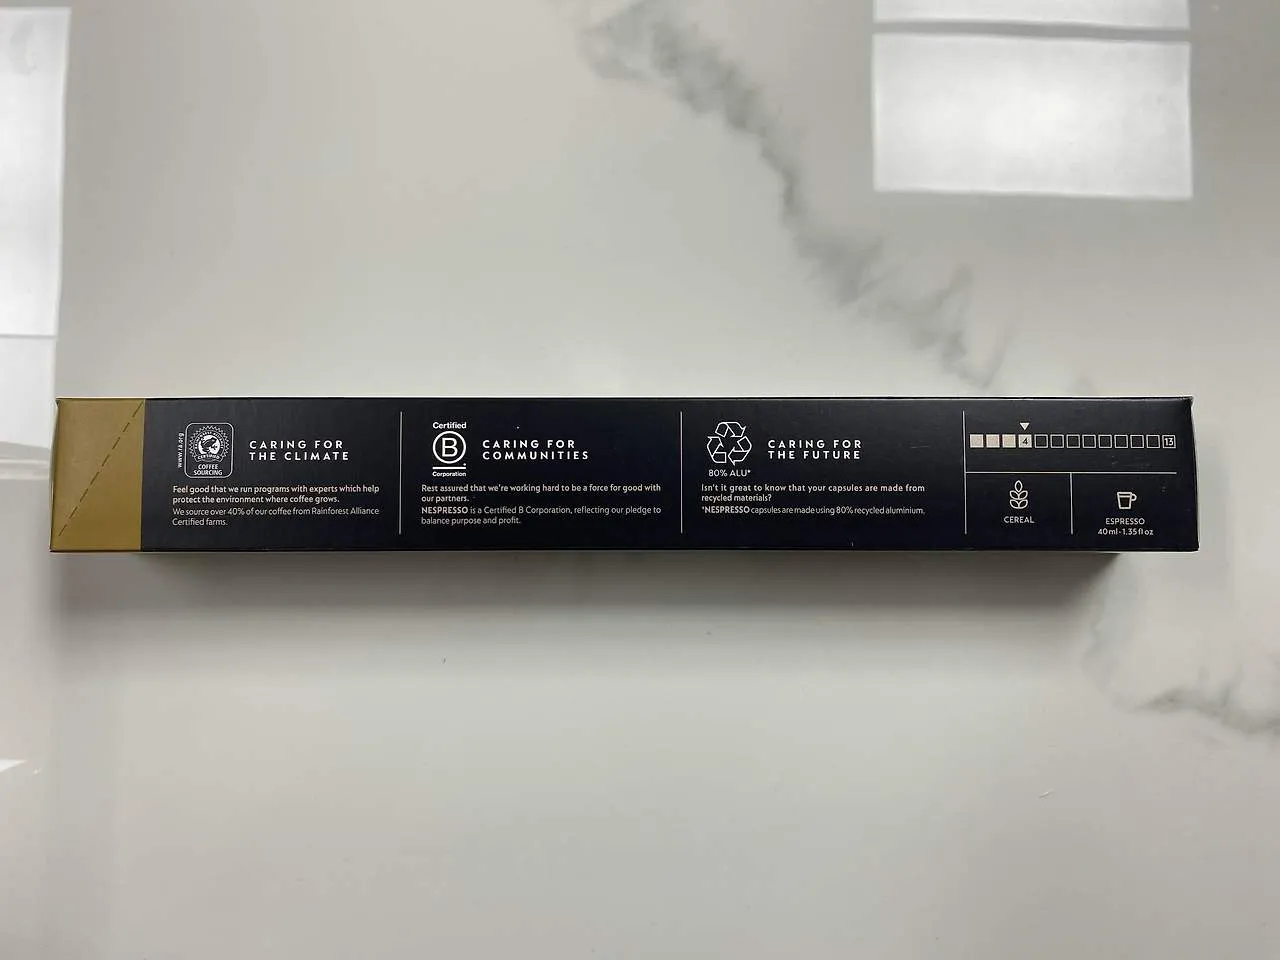 www.ra.org
CERTIFIED
COFFEE
SOURCING
CARING FOR
THE CLIMATE
Feel good that we run programs with experts which help
protect the environment where coffee grows.
We source over 40% of our coffee from Rainforest Alliance
Certified farms.
Certified
B
Corporation
CARING FOR
COMMUNITIES
Rest assured that we're working hard to be a force for good with
our partners.
NESPRESSO is a Certified B Corporation, reflecting our pledge to
balance purpose and profit.
80% ALU*
CARING FOR
THE FUTURE
Isn't it great to know that your capsules are made from
recycled materials?
*NESPRESSO capsules are made using 80% recycled aluminium.
4 13
CEREAL
ESPRESSO
40 ml - 1.35 fl oz